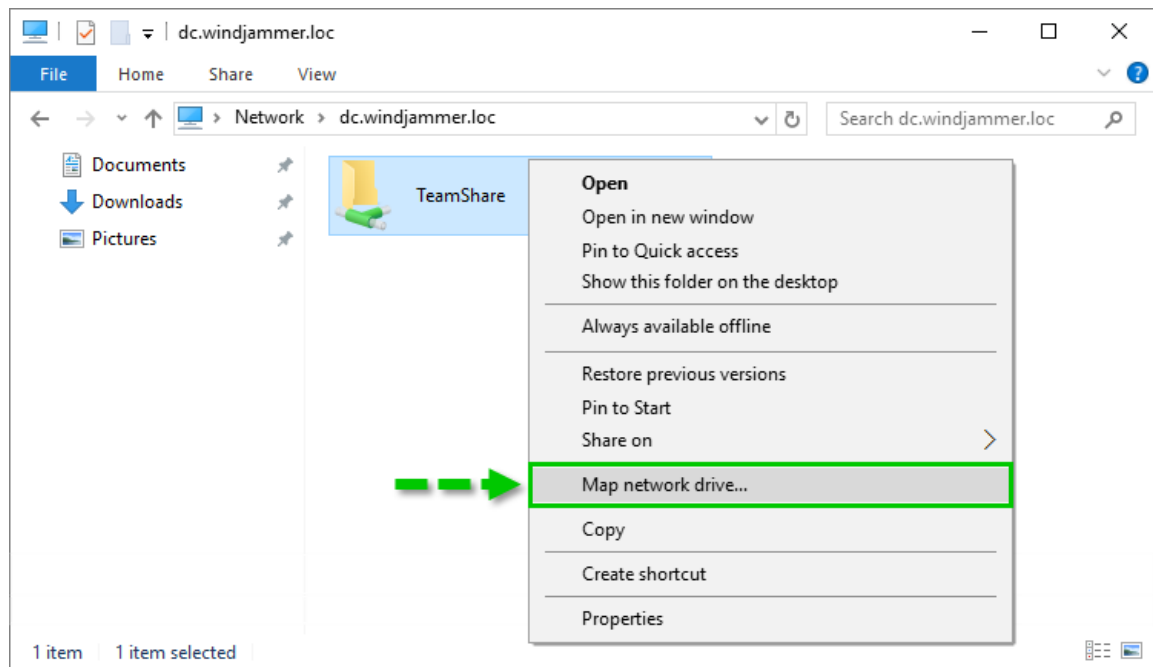 dc.windjammer.loc
File Home Share View
Network dc.windjammer.loc
Search dc.windjammer.loc
Documents
Downloads
Pictures
TeamShare
Open
Open in new window
Pin to Quick access
Show this folder on the desktop
Always available offline
Restore previous versions
Pin to Start
Share on
Map network drive...
Copy
Create shortcut
Properties
1 item 1 item selected